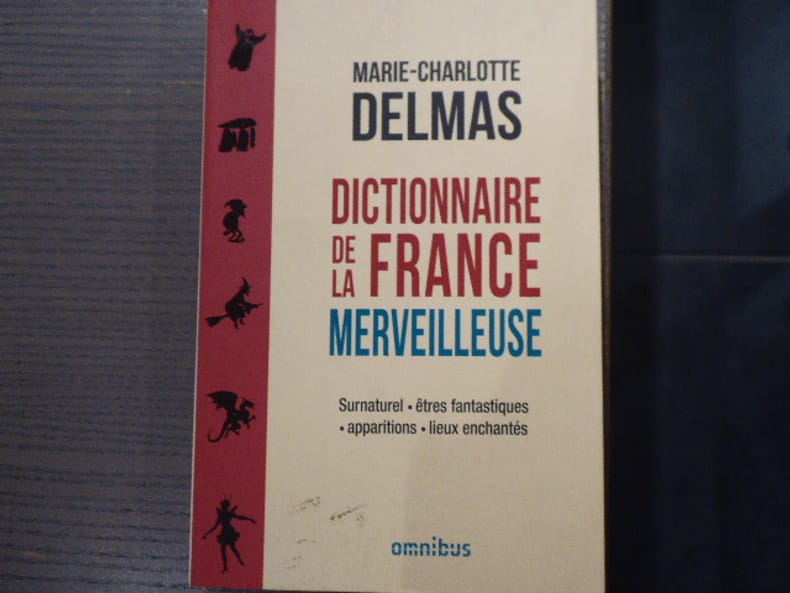 MARIE-CHARLOTTE
DELMAS
DICTIONNAIRE
DE LA FRANCE
MERVEILLEUSE
Surnaturel • êtres fantastiques
• apparitions • lieux enchantés
omnibus